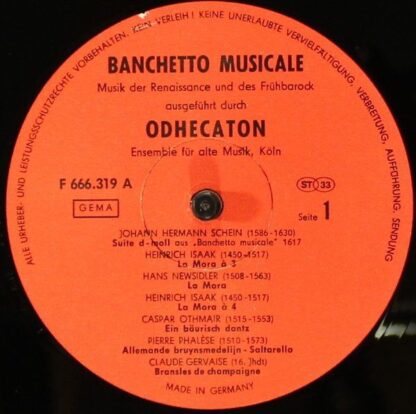 ALLE URHEBER- UND LEISTUNGSSCHUTZRECHTE VORBEHALTEN. KEIN VERLEIH! KEINE UNERLAUBTE VERVIELFÄLTIGUNG, VERBREITUNG, AUFFÜHRUNG, SENDUNG
BANCHETTO MUSICALE
Musik der Renaissance und des Frühbarock
ausgeführt durch
ODHECATON
Ensemble für alte Musik, Köln
F 666.319 A
GEMA
ST 33
Seite 1
JOHANN HERMANN SCHEIN (1586-1630)
Suite d-moll aus „Banchetto musicale" 1617
HEINRICH ISAAK (1450-1517)
La Mora à 3
HANS NEWSIDLER (1508-1563)
La Mora
HEINRICH ISAAK (1450-1517)
La Mora à 4
CASPAR OTHMAIR (1515-1553)
Ein bäurisch dantz
PIERRE PHALÈSE (1510-1573)
Allemande bruynsmedelijn - Saltarello
CLAUDE GERVAISE (16. Jhdt)
Bransles de champaigne
MADE IN GERMANY